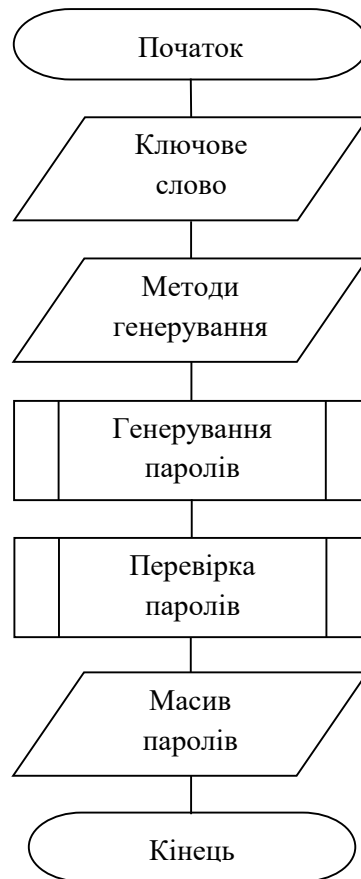 Початок
Ключове
слово
Методи
генерування
Генерування
паролів
Перевірка
паролів
Масив
паролів
Кінець